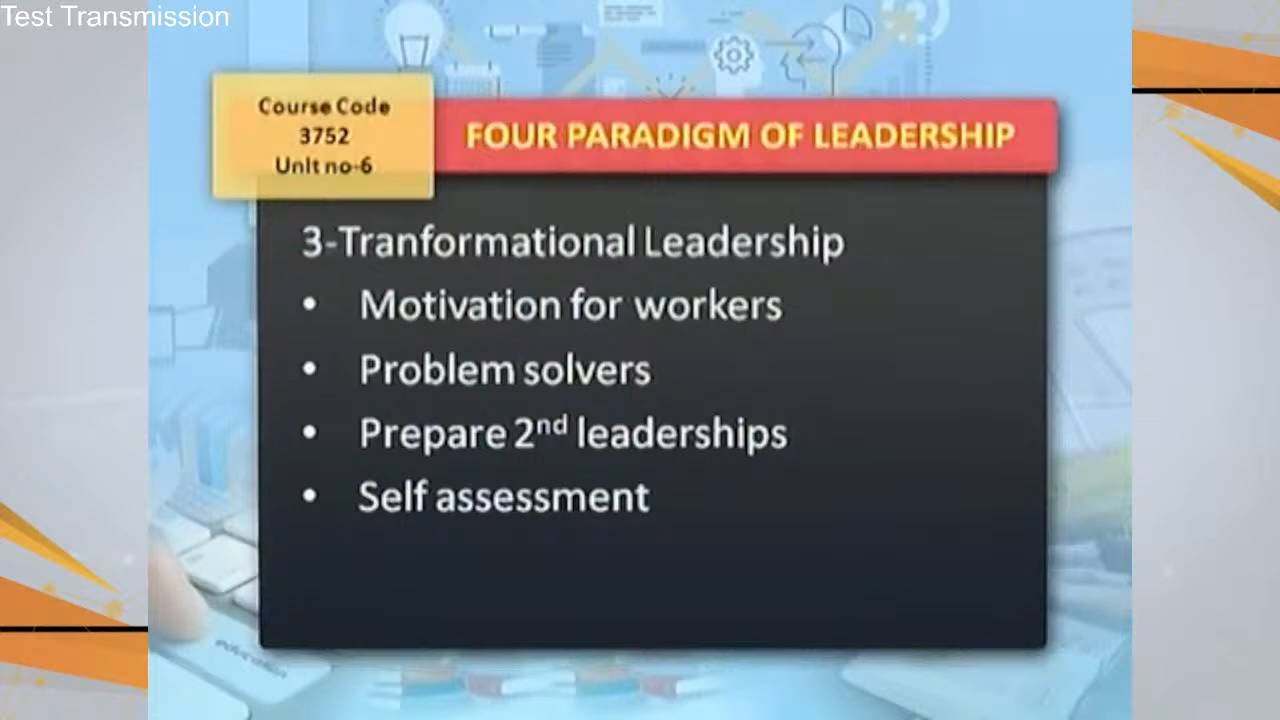 Test Transmission
Course Code
3752
UnIt no-6
FOUR PARADIGM OF LEADERSHIP
3-Tranformational Leadership
• Motivation for workers
• Problem solvers
• Prepare 2nd leaderships
• Self assessment
education